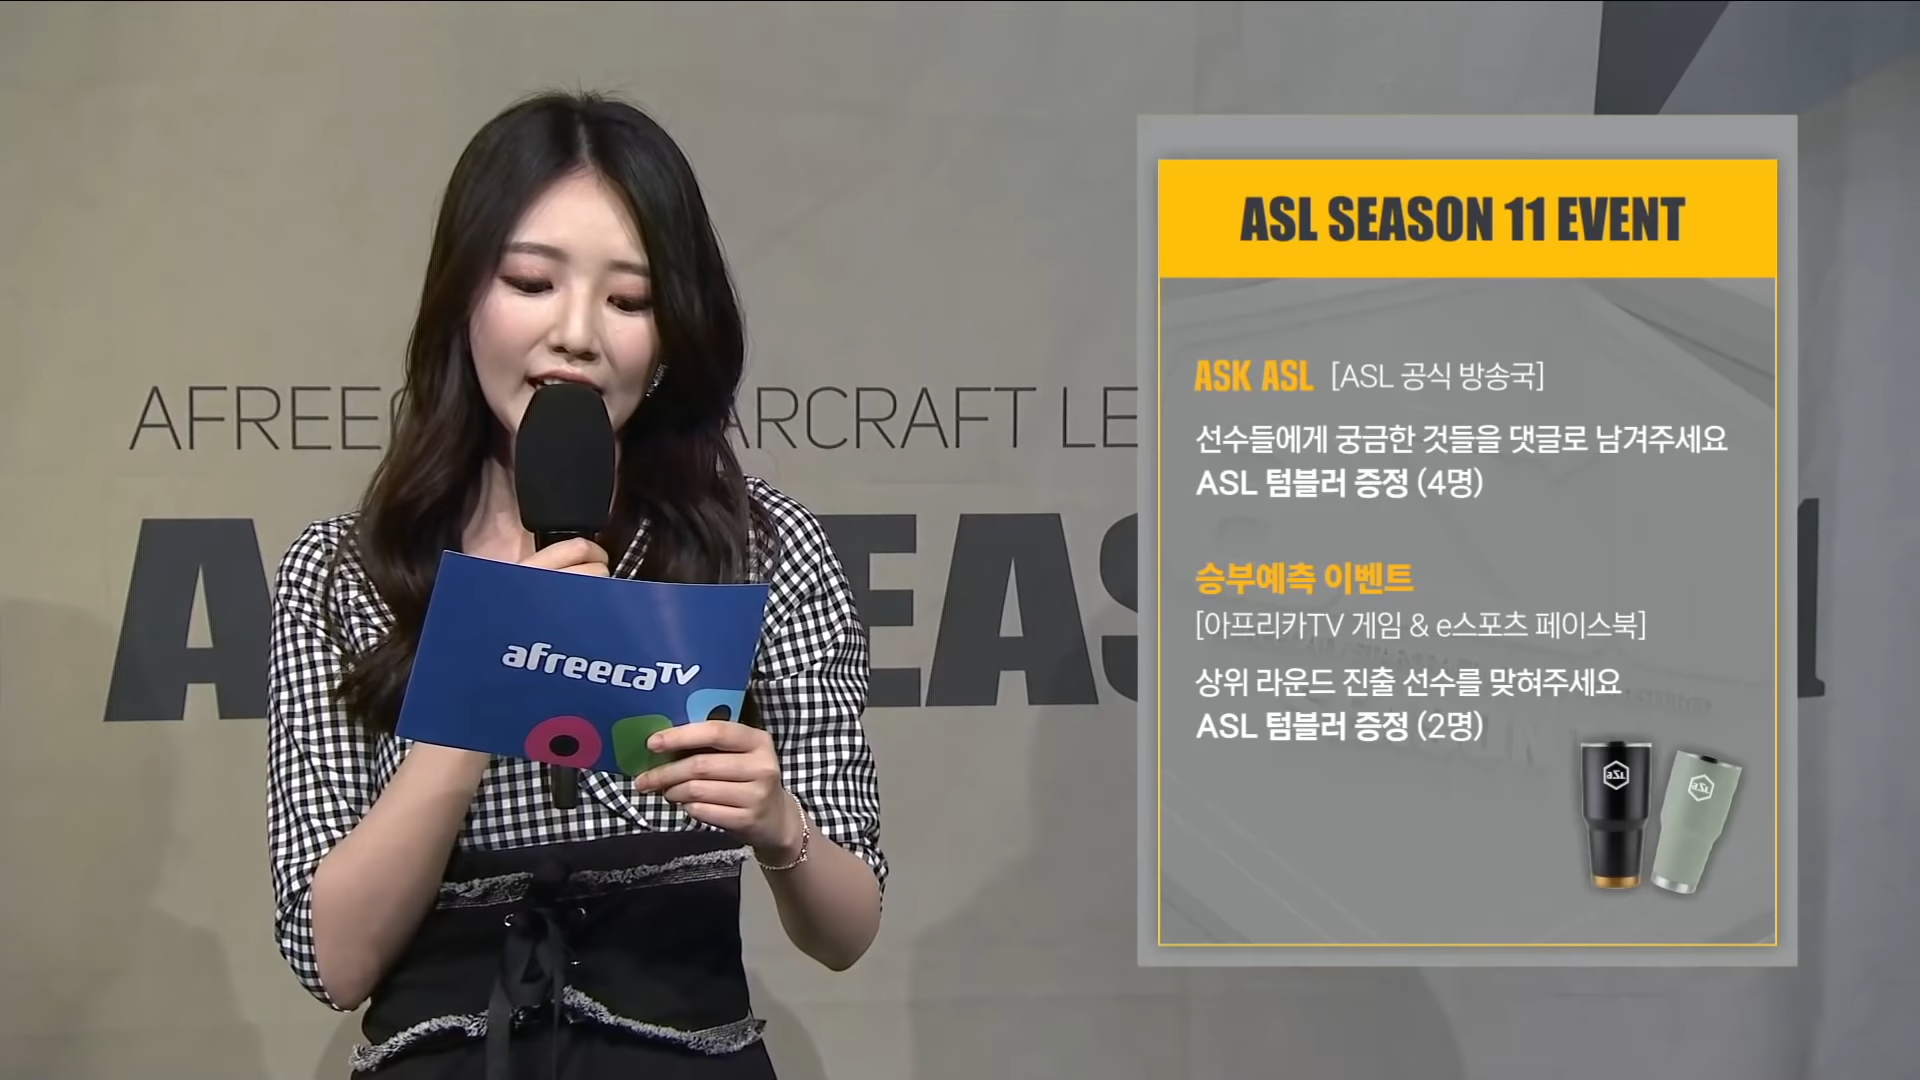 ASL SEASON 11 EVENT
ASK ASL [ASL 공식 방송국]
선수들에게 궁금한 것들을 댓글로 남겨주세요
ASL 텀블러 증정 (4명)
승부예측 이벤트
[아프리카TV 게임 & e스포츠 페이스북]
상위 라운드 진출 선수를 맞혀주세요
ASL 텀블러 증정 (2명)
aSL
aSL
afreecaTV